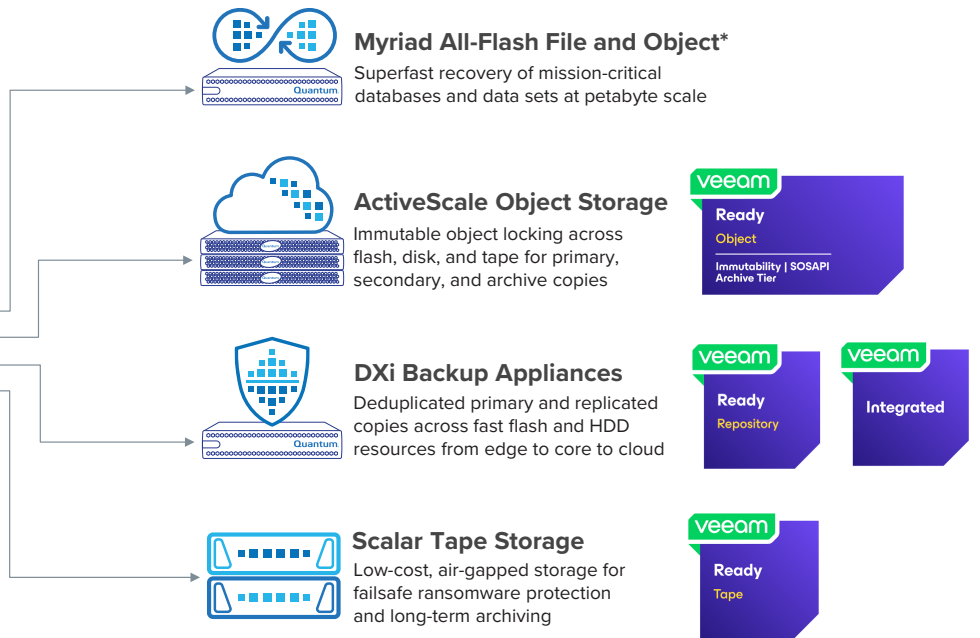 Myriad All-Flash File and Object*
Superfast recovery of mission-critical
databases and data sets at petabyte scale
Quantum
ActiveScale Object Storage
Immutable object locking across
flash, disk, and tape for primary,
secondary, and archive copies
veeam
Ready
Object
Immutability | SOSAPI
Archive Tier
DXi Backup Appliances
Deduplicated primary and replicated
copies across fast flash and HDD
resources from edge to core to cloud
Quantum
veeam
Ready
Repository
veeam
Integrated
Scalar Tape Storage
Low-cost, air-gapped storage for
failsafe ransomware protection
and long-term archiving
veeam
Ready
Tape